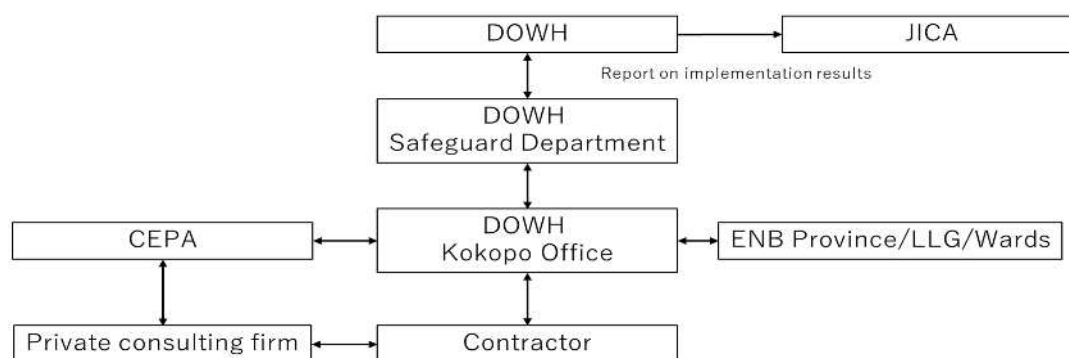 DOWH
JICA
Report on implementation results
DOWH
Safeguard Department
CEPA
DOWH
Kokopo Office
ENB Province/LLG/Wards
Private consulting firm
Contractor